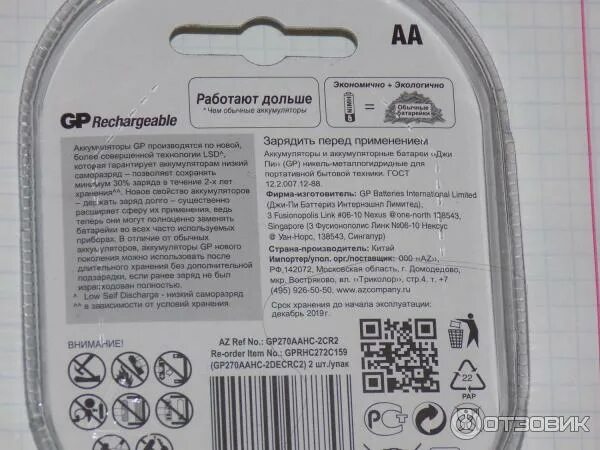 AA
GP Rechargeable
Работают дольше
*Чем обычные аккумуляторы
Экономично + Экологично
=
Обычные
батарейки
Аккумуляторы GP производятся по новой,
более совершенной технологии LSD^,
которая гарантирует аккумуляторам низкий
саморазряд – позволяет сохранять
минимум 30% заряда в течение 2-х лет
хранения^^. Новое свойство аккумуляторов
– держать заряд долго – существенно
расширяет сферу их применения, ведь
теперь они могут полноценно заменять
батарейки во всех часто используемых
приборах. В отличие от обычных
аккумуляторов, аккумуляторы GP нового
поколения можно использовать после
длительного хранения без дополнительной
подзарядки, если ранее заряд не был
израсходован полностью.
^ Low Self Discharge - низкий саморазряд
^^ в зависимости от условий хранения
Зарядить перед применением
Аккумуляторы и аккумуляторные батареи «Джи
Пи» (GP) никель-металлогидридные для
портативной бытовой техники. ГОСТ
12.2.007.12-88.
Фирма-изготовитель: GP Batteries International Limited
(Джи-Пи Бэттериз Интернэшнл Лимитед),
3 Fusionopolis Link #06-10 Nexus @one-north 138543,
Singapore (3 Фусионополис Линк №06-10 Нексус
@ Уан-Норс, 138543, Сингапур)
Страна-изготовитель: Китай
Импортер/упол. орг./поставщик: ООО «AZ»,
РФ,142072, Московская область, г. Домодедово,
мкр. Востряково, вл. «Триколор», стр.4. т. +7
(495) 926-50-50. www.azcompany.ru
Срок хранения до начала эксплуатации:
декабрь 2019г.
ВНИМАНИЕ!
AZ Ref No.: GP270AAHC-2CR2
Re-order Item No.: GPRHC272C159
(GP270AAHC-2DECRC2) 2 шт./упак
22
PAP
ОТЗОВИК